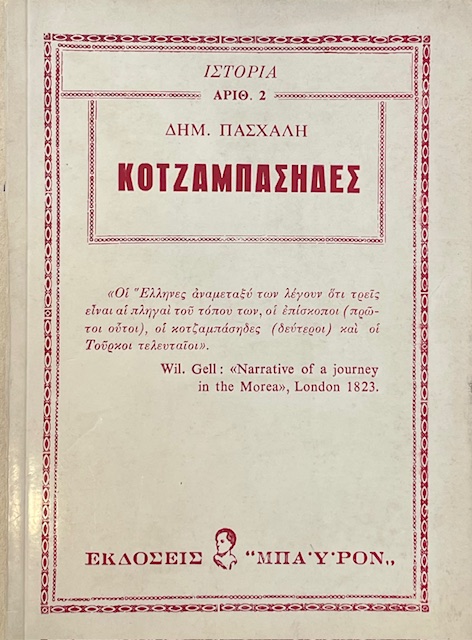 ΙΣΤΟΡΙΑ
ΑΡΙΘ. 2
ΔΗΜ. ΠΑΣΧΑΛΗ
ΚΟΤΖΑΜΠΑΣΗΔΕΣ
«Οἱ Ἕλληνες ἀναμεταξύ των λέγουν ὅτι τρεῖς
εἶναι αἱ πληγαὶ τοῦ τόπου των, οἱ ἐπίσκοποι (πρῶ-
τοι οὗτοι), οἱ κοτζαμπάσηδες (δεύτεροι) καὶ οἱ
Τοῦρκοι τελευταῖοι».
Wil. Gell: «Narrative of a journey
in the Morea», London 1823.
ΕΚΔΟΣΕΙΣ "ΜΠΑ·Υ·ΡΟΝ„